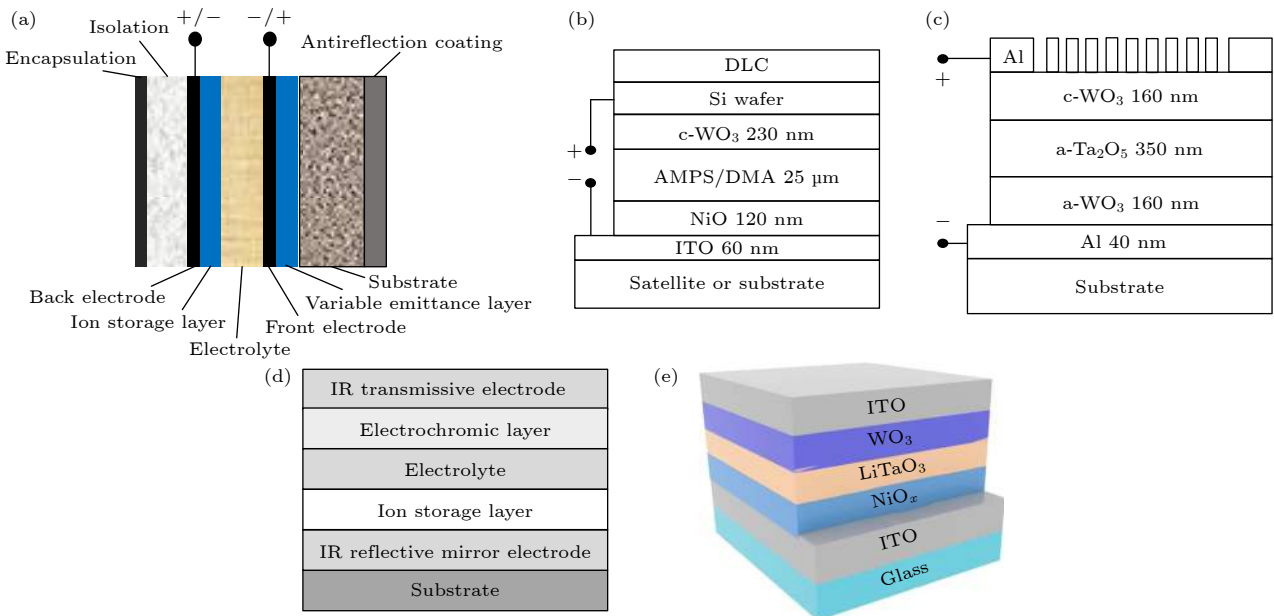 (a)
+/−
−/+
Isolation
Antireflection coating
Encapsulation
Substrate
Back electrode
Variable emittance layer
Ion storage layer
Front electrode
Electrolyte
(b)
DLC
Si wafer
c-WO₃ 230 nm
+
−
AMPS/DMA 25 µm
NiO 120 nm
ITO 60 nm
Satellite or substrate
(c)
Al
+
c-WO₃ 160 nm
a-Ta₂O₅ 350 nm
a-WO₃ 160 nm
−
Al 40 nm
Substrate
(d)
IR transmissive electrode
Electrochromic layer
Electrolyte
Ion storage layer
IR reflective mirror electrode
Substrate
(e)
ITO
WO₃
LiTaO₃
NiOₓ
ITO
Glass